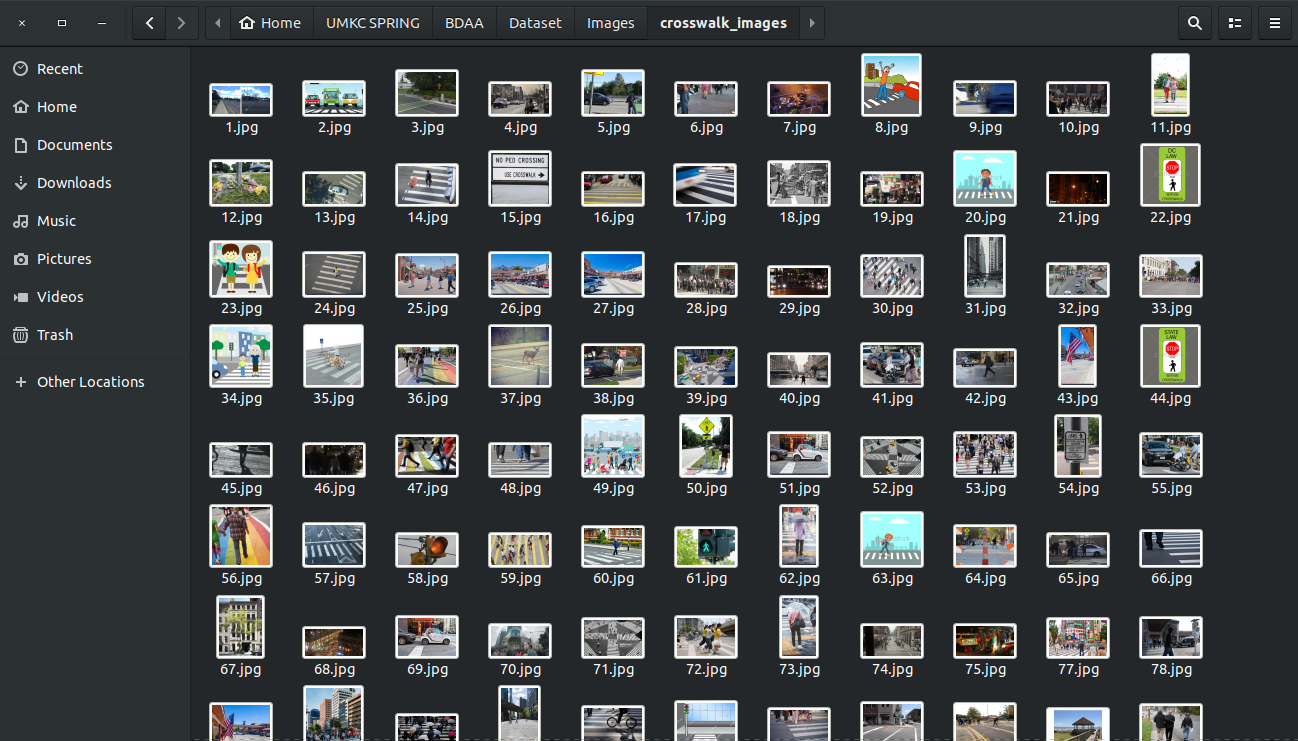 Home UMKC SPRING BDAA Dataset Images crosswalk_images
Recent
Home
Documents
Downloads
Music
Pictures
Videos
Trash
Other Locations
1.jpg 2.jpg 3.jpg 4.jpg 5.jpg 6.jpg 7.jpg 8.jpg 9.jpg 10.jpg 11.jpg
NO PED CROSSING
USE CROSSWALK
DC
LAW
STOP
12.jpg 13.jpg 14.jpg 15.jpg 16.jpg 17.jpg 18.jpg 19.jpg 20.jpg 21.jpg 22.jpg
23.jpg 24.jpg 25.jpg 26.jpg 27.jpg 28.jpg 29.jpg 30.jpg 31.jpg 32.jpg 33.jpg
STATE
LAW
STOP
34.jpg 35.jpg 36.jpg 37.jpg 38.jpg 39.jpg 40.jpg 41.jpg 42.jpg 43.jpg 44.jpg
45.jpg 46.jpg 47.jpg 48.jpg 49.jpg 50.jpg 51.jpg 52.jpg 53.jpg 54.jpg 55.jpg
56.jpg 57.jpg 58.jpg 59.jpg 60.jpg 61.jpg 62.jpg 63.jpg 64.jpg 65.jpg 66.jpg
67.jpg 68.jpg 69.jpg 70.jpg 71.jpg 72.jpg 73.jpg 74.jpg 75.jpg 77.jpg 78.jpg